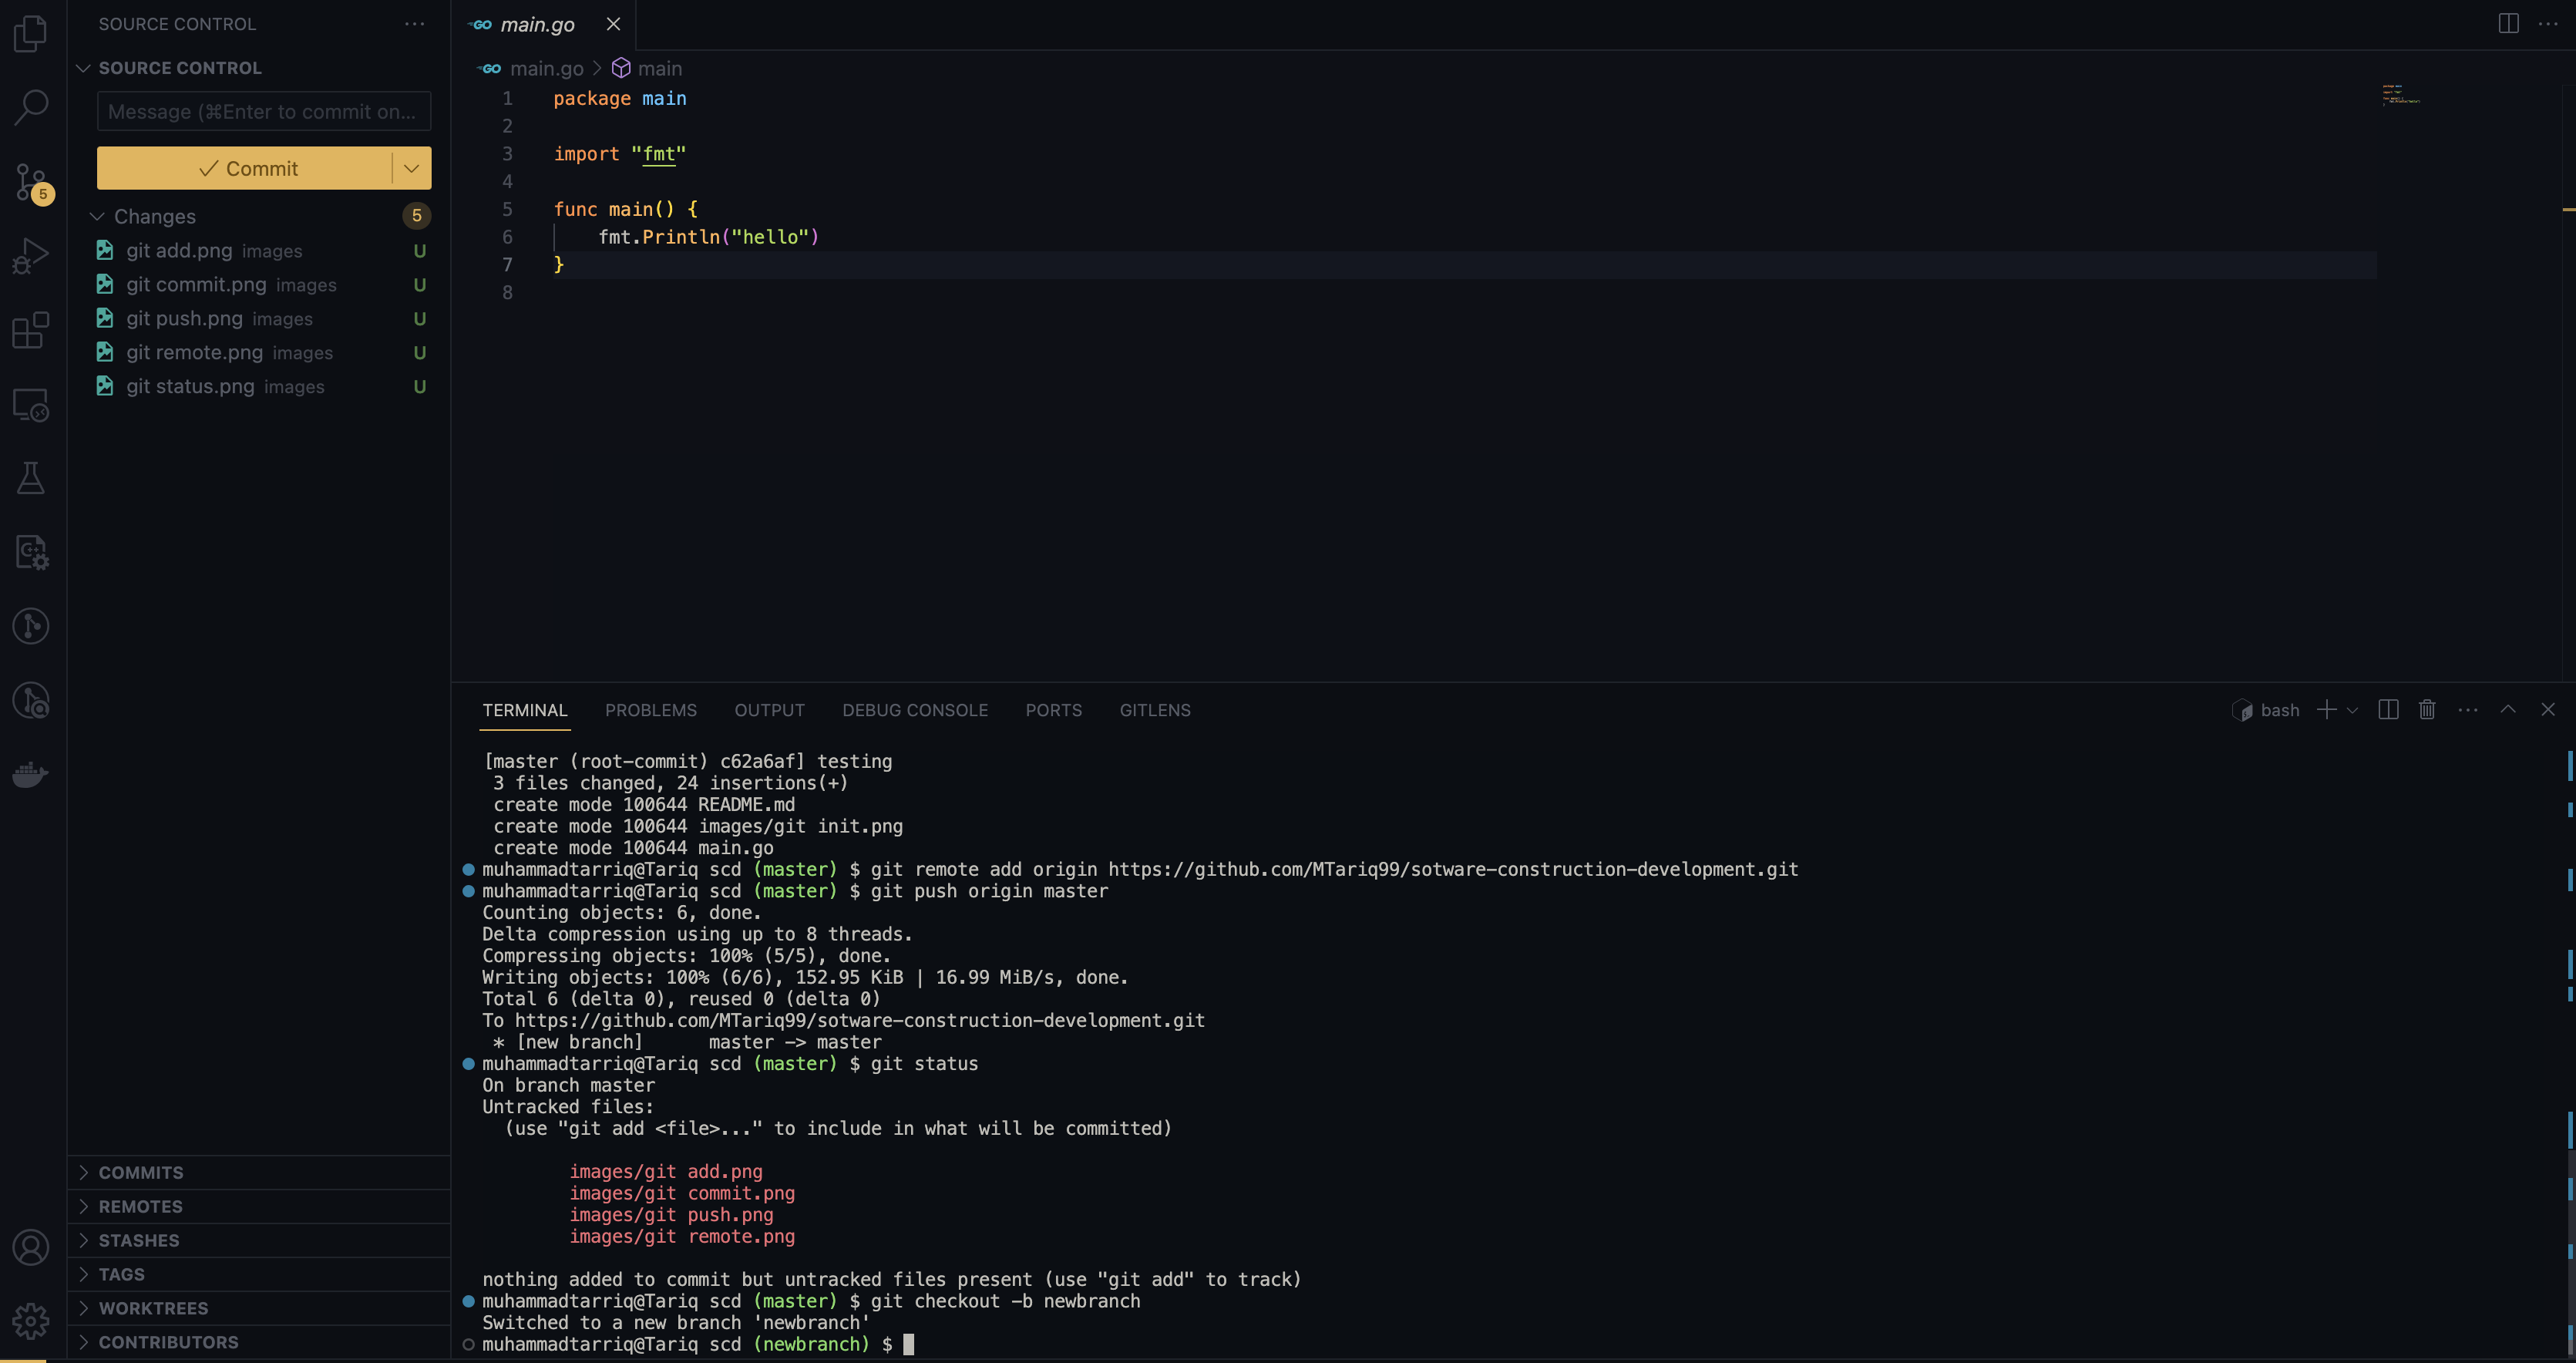 SOURCE CONTROL
SOURCE CONTROL
Message (⌘Enter to commit on...
Commit
5
Changes 5
git add.png images U
git commit.png images U
git push.png images U
git remote.png images U
git status.png images U
COMMITS
REMOTES
STASHES
TAGS
WORKTREES
CONTRIBUTORS
GO main.go
GO main.go > main
1 package main
2
3 import "fmt"
4
5 func main() {
6 fmt.Println("hello")
7 }
8
TERMINAL PROBLEMS OUTPUT DEBUG CONSOLE PORTS GITLENS bash
[master (root-commit) c62a6af] testing
3 files changed, 24 insertions(+)
create mode 100644 README.md
create mode 100644 images/git init.png
create mode 100644 main.go
muhammadtarriq@Tariq scd (master) $ git remote add origin https://github.com/MTariq99/sotware-construction-development.git
muhammadtarriq@Tariq scd (master) $ git push origin master
Counting objects: 6, done.
Delta compression using up to 8 threads.
Compressing objects: 100% (5/5), done.
Writing objects: 100% (6/6), 152.95 KiB | 16.99 MiB/s, done.
Total 6 (delta 0), reused 0 (delta 0)
To https://github.com/MTariq99/sotware-construction-development.git
* [new branch] master -> master
muhammadtarriq@Tariq scd (master) $ git status
On branch master
Untracked files:
(use "git add <file>..." to include in what will be committed)
images/git add.png
images/git commit.png
images/git push.png
images/git remote.png
nothing added to commit but untracked files present (use "git add" to track)
muhammadtarriq@Tariq scd (master) $ git checkout -b newbranch
Switched to a new branch 'newbranch'
muhammadtarriq@Tariq scd (newbranch) $